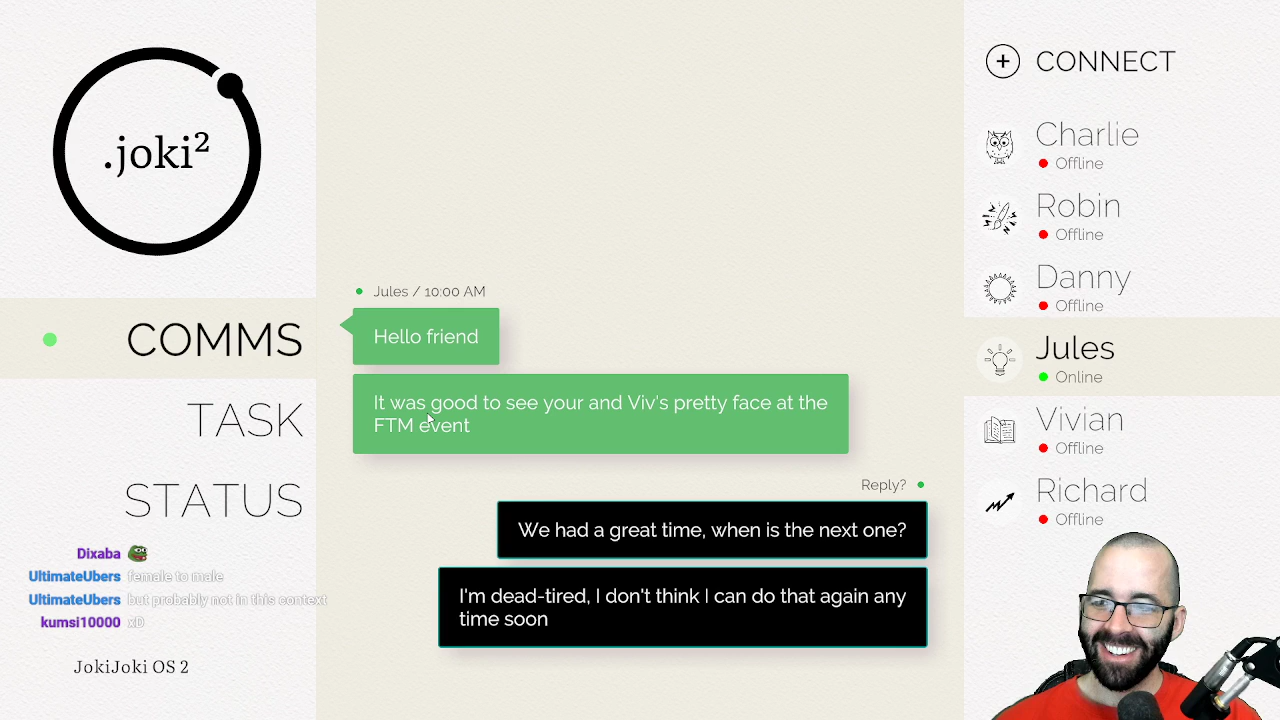 .joki²
COMMS
TASK
STATUS
Dixaba
UltimateUbers female to male
UltimateUbers but probably not in this context
kumsi10000 xD
JokiJoki OS 2
Jules / 10:00 AM
Hello friend
It was good to see your and Viv's pretty face at the
FTM event
Reply?
We had a great time, when is the next one?
I'm dead-tired, I don't think I can do that again any
time soon
+ CONNECT
Charlie
Offline
Robin
Offline
Danny
Offline
Jules
Online
Vivian
Offline
Richard
Offline